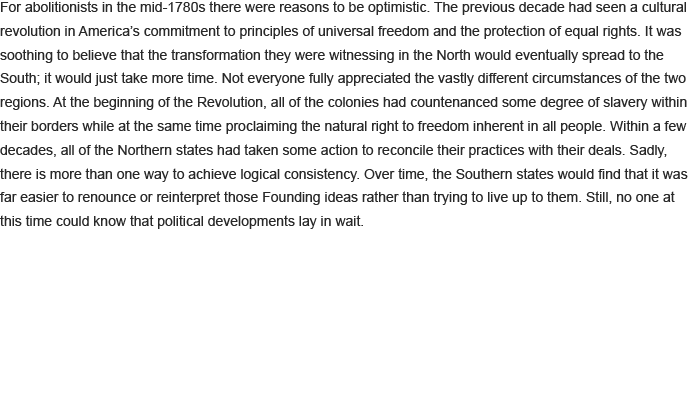 For abolitionists in the mid-1780s there were reasons to be optimistic. The previous decade had seen a cultural
revolution in America's commitment to principles of universal freedom and the protection of equal rights. It was
soothing to believe that the transformation they were witnessing in the North would eventually spread to the
South; it would just take more time. Not everyone fully appreciated the vastly different circumstances of the two
regions. At the beginning of the Revolution, all of the colonies had countenanced some degree of slavery within
their borders while at the same time proclaiming the natural right to freedom inherent in all people. Within a few
decades, all of the Northern states had taken some action to reconcile their practices with their deals. Sadly,
there is more than one way to achieve logical consistency. Over time, the Southern states would find that it was
far easier to renounce or reinterpret those Founding ideas rather than trying to live up to them. Still, no one at
this time could know that political developments lay in wait.